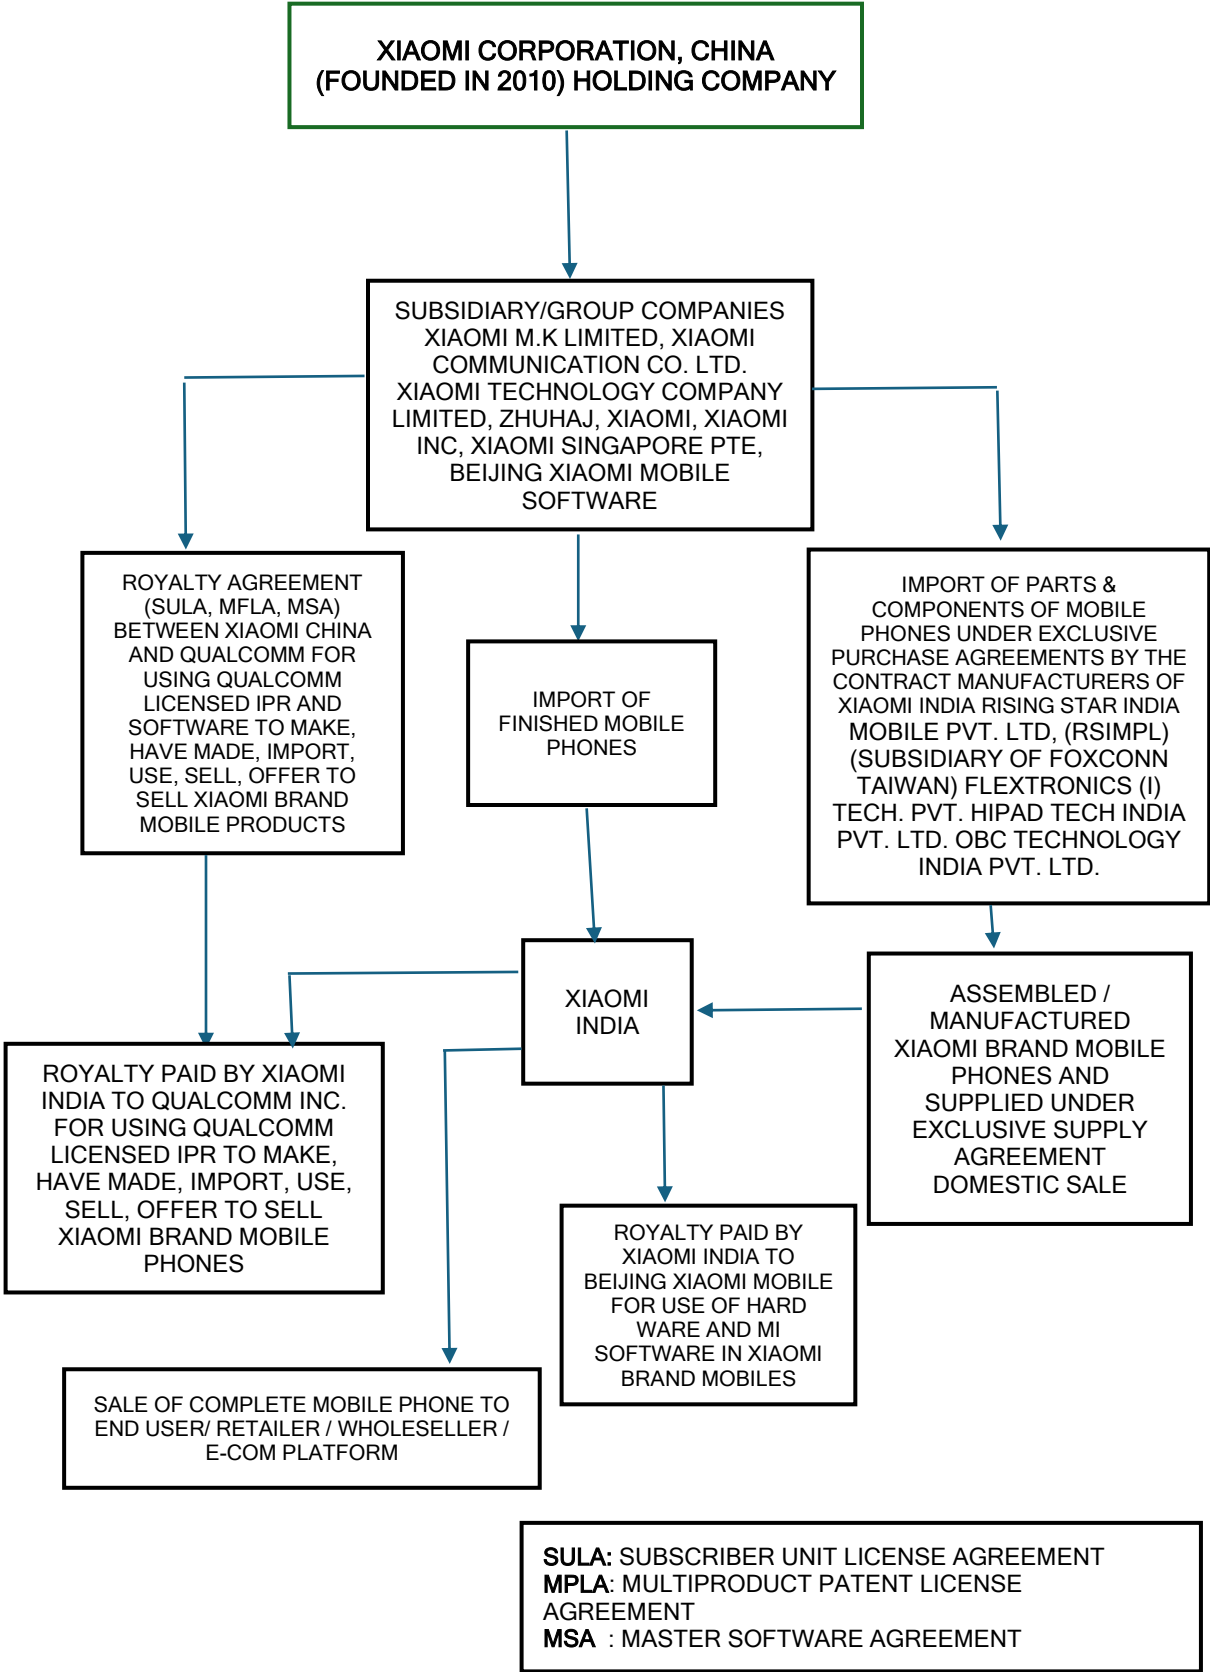 XIAOMI CORPORATION, CHINA
(FOUNDED IN 2010) HOLDING COMPANY
SUBSIDIARY/GROUP COMPANIES
XIAOMI M.K LIMITED, XIAOMI
COMMUNICATION CO. LTD.
XIAOMI TECHNOLOGY COMPANY
LIMITED, ZHUHAJ, XIAOMI, XIAOMI
INC, XIAOMI SINGAPORE PTE,
BEIJING XIAOMI MOBILE
SOFTWARE
ROYALTY AGREEMENT
(SULA, MFLA, MSA)
BETWEEN XIAOMI CHINA
AND QUALCOMM FOR
USING QUALCOMM
LICENSED IPR AND
SOFTWARE TO MAKE,
HAVE MADE, IMPORT,
USE, SELL, OFFER TO
SELL XIAOMI BRAND
MOBILE PRODUCTS
IMPORT OF
FINISHED MOBILE
PHONES
IMPORT OF PARTS &
COMPONENTS OF MOBILE
PHONES UNDER EXCLUSIVE
PURCHASE AGREEMENTS BY THE
CONTRACT MANUFACTURERS OF
XIAOMI INDIA RISING STAR INDIA
MOBILE PVT. LTD, (RSIMPL)
(SUBSIDIARY OF FOXCONN
TAIWAN) FLEXTRONICS (I)
TECH. PVT. HIPAD TECH INDIA
PVT. LTD. OBC TECHNOLOGY
INDIA PVT. LTD.
XIAOMI
INDIA
ASSEMBLED /
MANUFACTURED
XIAOMI BRAND MOBILE
PHONES AND
SUPPLIED UNDER
EXCLUSIVE SUPPLY
AGREEMENT
DOMESTIC SALE
ROYALTY PAID BY XIAOMI
INDIA TO QUALCOMM INC.
FOR USING QUALCOMM
LICENSED IPR TO MAKE,
HAVE MADE, IMPORT, USE,
SELL, OFFER TO SELL
XIAOMI BRAND MOBILE
PHONES
ROYALTY PAID BY
XIAOMI INDIA TO
BEIJING XIAOMI MOBILE
FOR USE OF HARD
WARE AND MI
SOFTWARE IN XIAOMI
BRAND MOBILES
SALE OF COMPLETE MOBILE PHONE TO
END USER/ RETAILER / WHOLESELLER /
E-COM PLATFORM
SULA: SUBSCRIBER UNIT LICENSE AGREEMENT
MPLA: MULTIPRODUCT PATENT LICENSE
AGREEMENT
MSA : MASTER SOFTWARE AGREEMENT